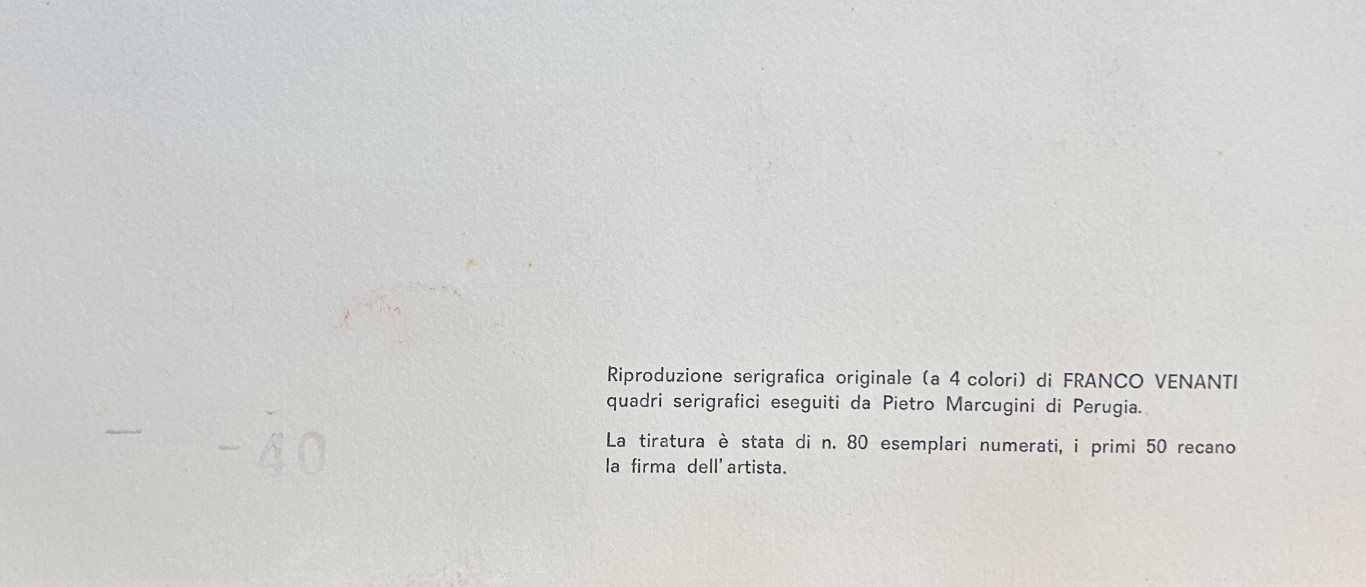 Riproduzione serigrafica originale (a 4 colori) di FRANCO VENANTI
quadri serigrafici eseguiti da Pietro Marcugini di Perugia.
La tiratura è stata di n. 80 esemplari numerati, i primi 50 recano
la firma dell'artista.
- 40